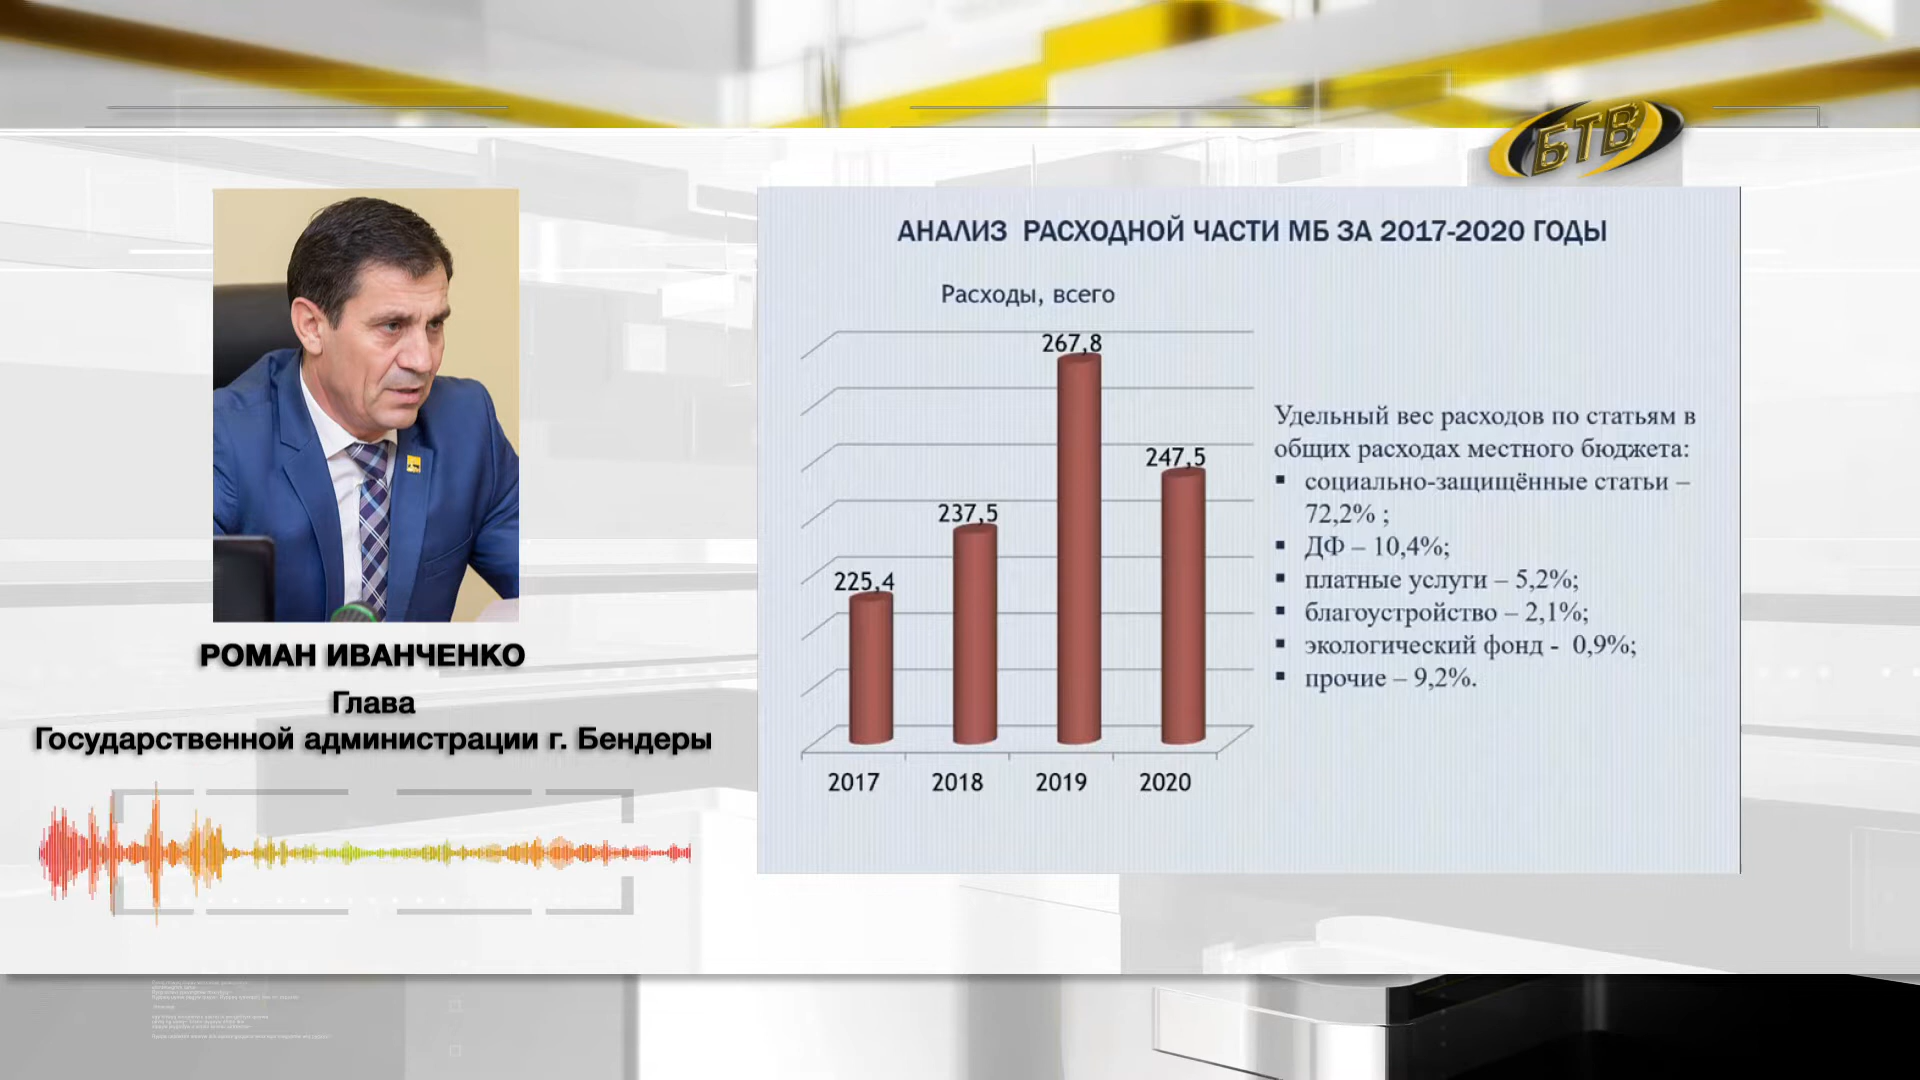 БТВ
АНАЛИЗ РАСХОДНОЙ ЧАСТИ МБ ЗА 2017-2020 ГОДЫ
Расходы, всего
267,8
247,5
237,5
225,4
2017 2018 2019 2020
Удельный вес расходов по статьям в
общих расходах местного бюджета:
▪ социально-защищённые статьи –
72,2% ;
▪ ДФ – 10,4%;
▪ платные услуги – 5,2%;
▪ благоустройство – 2,1%;
▪ экологический фонд - 0,9%;
▪ прочие – 9,2%.
РОМАН ИВАНЧЕНКО
Глава
Государственной администрации г. Бендеры